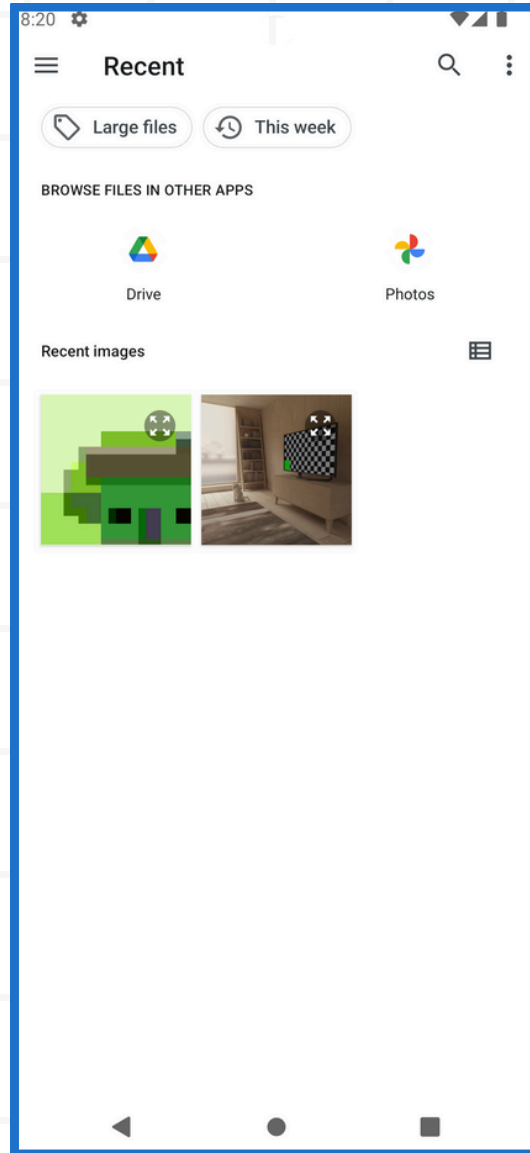 8:20
Recent
Large files This week
BROWSE FILES IN OTHER APPS
Drive Photos
Recent images